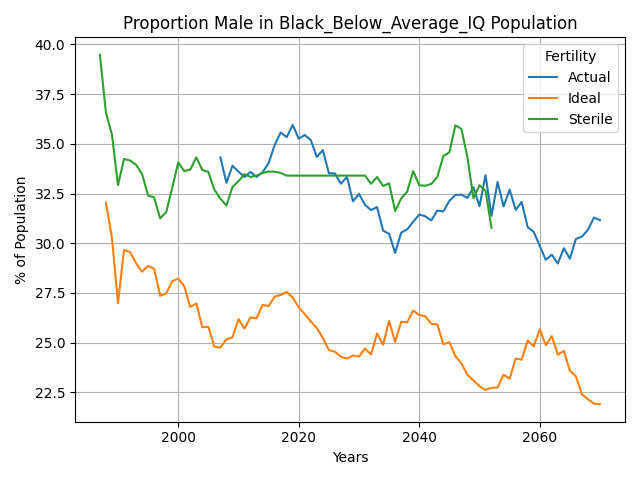 Proportion Male in Black_Below_Average_IQ Population
% of Population
40.0
37.5
35.0
32.5
30.0
27.5
25.0
22.5
Fertility
Actual
Ideal
Sterile
2000
2020
2040
2060
Years